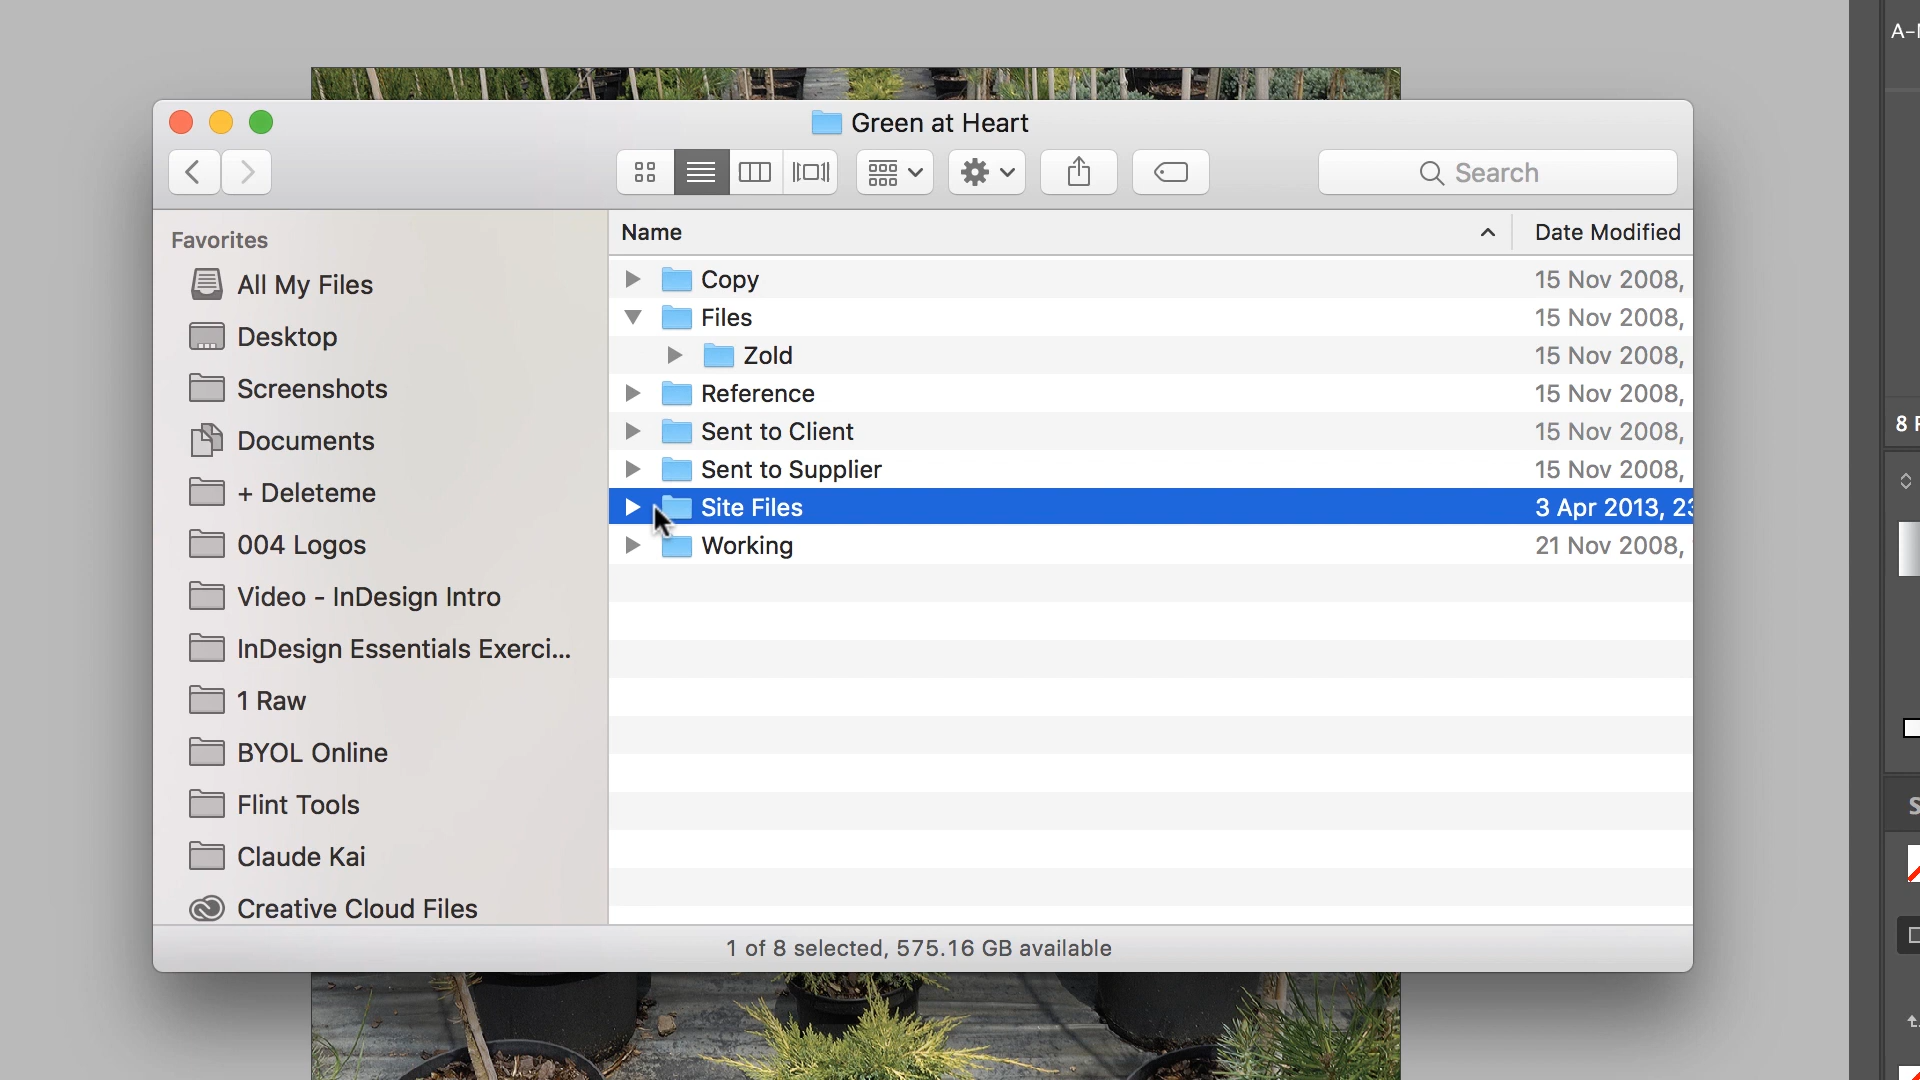 Green at Heart
Search
Favorites
All My Files
Desktop
Screenshots
Documents
+ Deleteme
004 Logos
Video - InDesign Intro
InDesign Essentials Exerci...
1 Raw
BYOL Online
Flint Tools
Claude Kai
Creative Cloud Files
Name Date Modified
Copy 15 Nov 2008,
Files 15 Nov 2008,
Zold 15 Nov 2008,
Reference 15 Nov 2008,
Sent to Client 15 Nov 2008,
Sent to Supplier 15 Nov 2008,
Site Files 3 Apr 2013, 23
Working 21 Nov 2008,
1 of 8 selected, 575.16 GB available